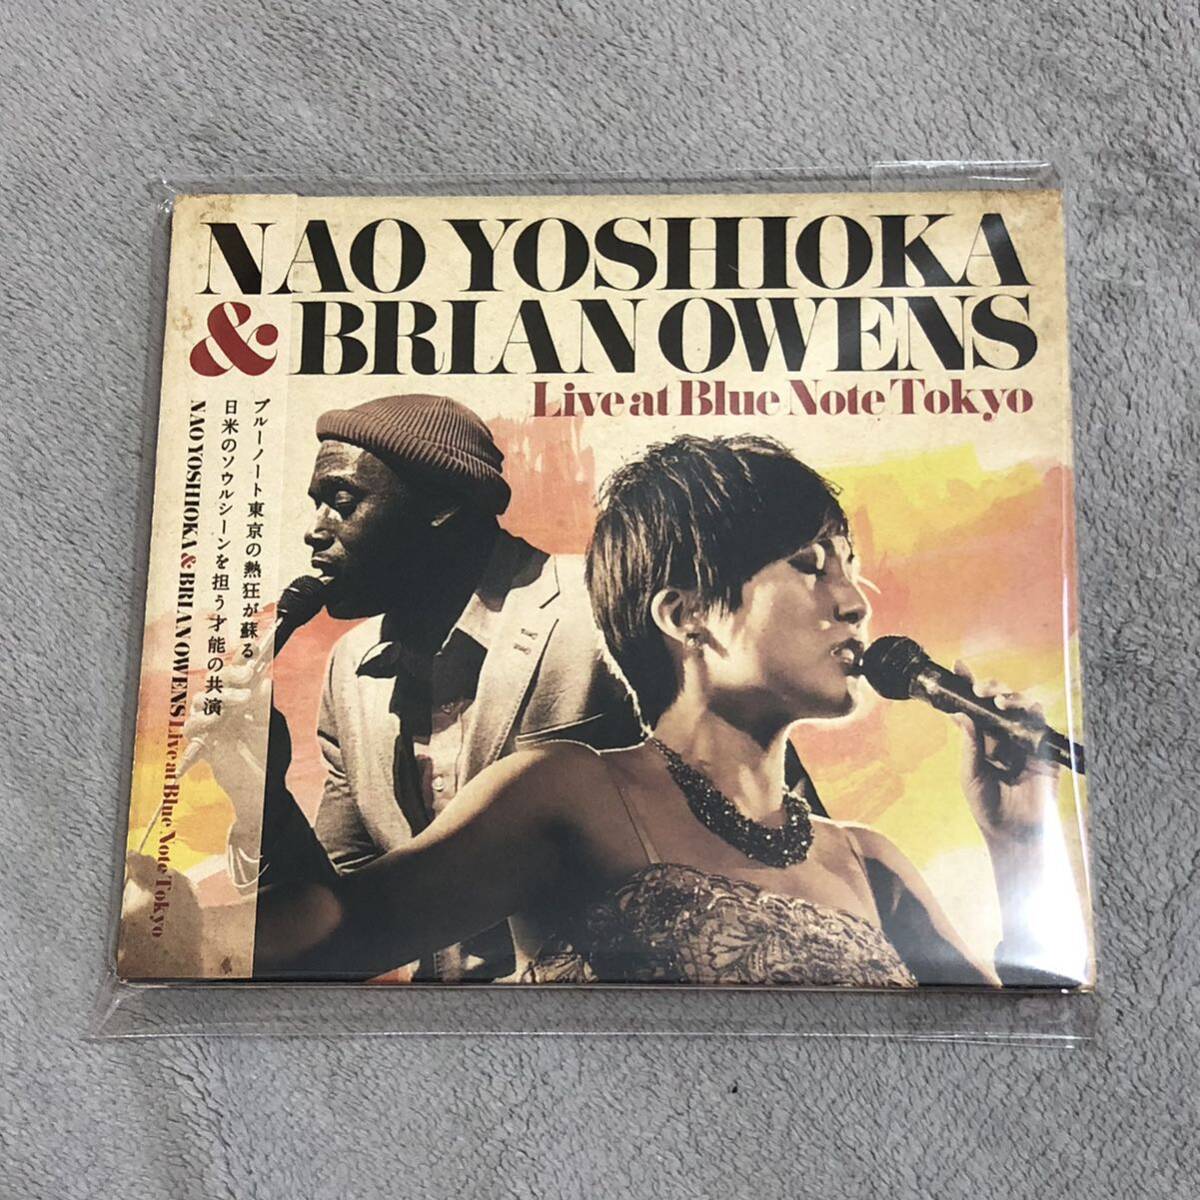 NAO YOSHIOKA
& BRIAN OWENS
Live at Blue Note Tokyo
ブルーノート東京の熱狂が蘇る
日米のソウルシーンを担う才能の共演
NAO YOSHIOKA & BRIAN OWENS Live at Blue Note Tokyo